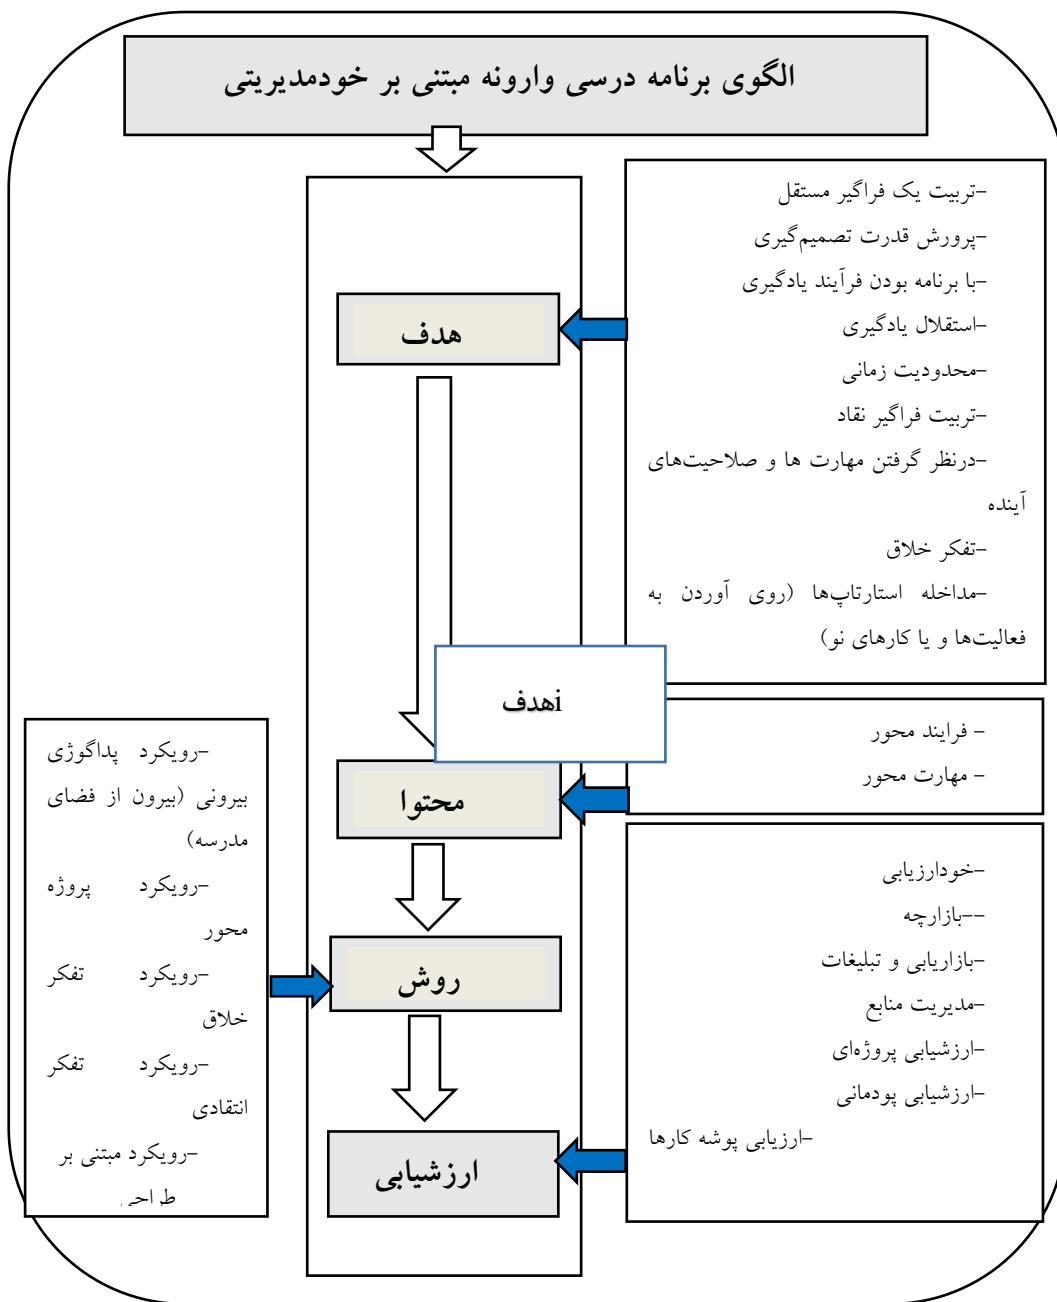 الگوی برنامه درسی وارونه مبتنی بر خودمدیریتی
-تربیت یک فراگیر مستقل
-پرورش قدرت تصمیم‌گیری
-با برنامه بودن فرآیند یادگیری
-استقلال یادگیری
-محدودیت زمانی
-تربیت فراگیر نقاد
-درنظر گرفتن مهارت ها و صلاحیت‌های
آینده
-تفکر خلاق
-مداخله استارتاپ‌ها (روی آوردن به
فعالیت‌ها و یا کارهای نو)
هدف
iهدف
- فرایند محور
- مهارت محور
محتوا
-رویکرد پداگوژی
بیرونی (بیرون از فضای
مدرسه)
-رویکرد پروژه
محور
-رویکرد تفکر
خلاق
-رویکرد تفکر
انتقادی
-رویکرد مبتنی بر
طراحی
روش
-خودارزیابی
--بازارچه
-بازاریابی و تبلیغات
-مدیریت منابع
-ارزشیابی پروژه‌ای
-ارزشیابی پودمانی
-ارزیابی پوشه کارها
ارزشیابی